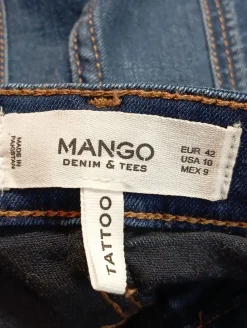 MADE IN
PAKISTAN
MANGO
DENIM & TEES
EUR 42
USA 10
MEX 9
TATTOO